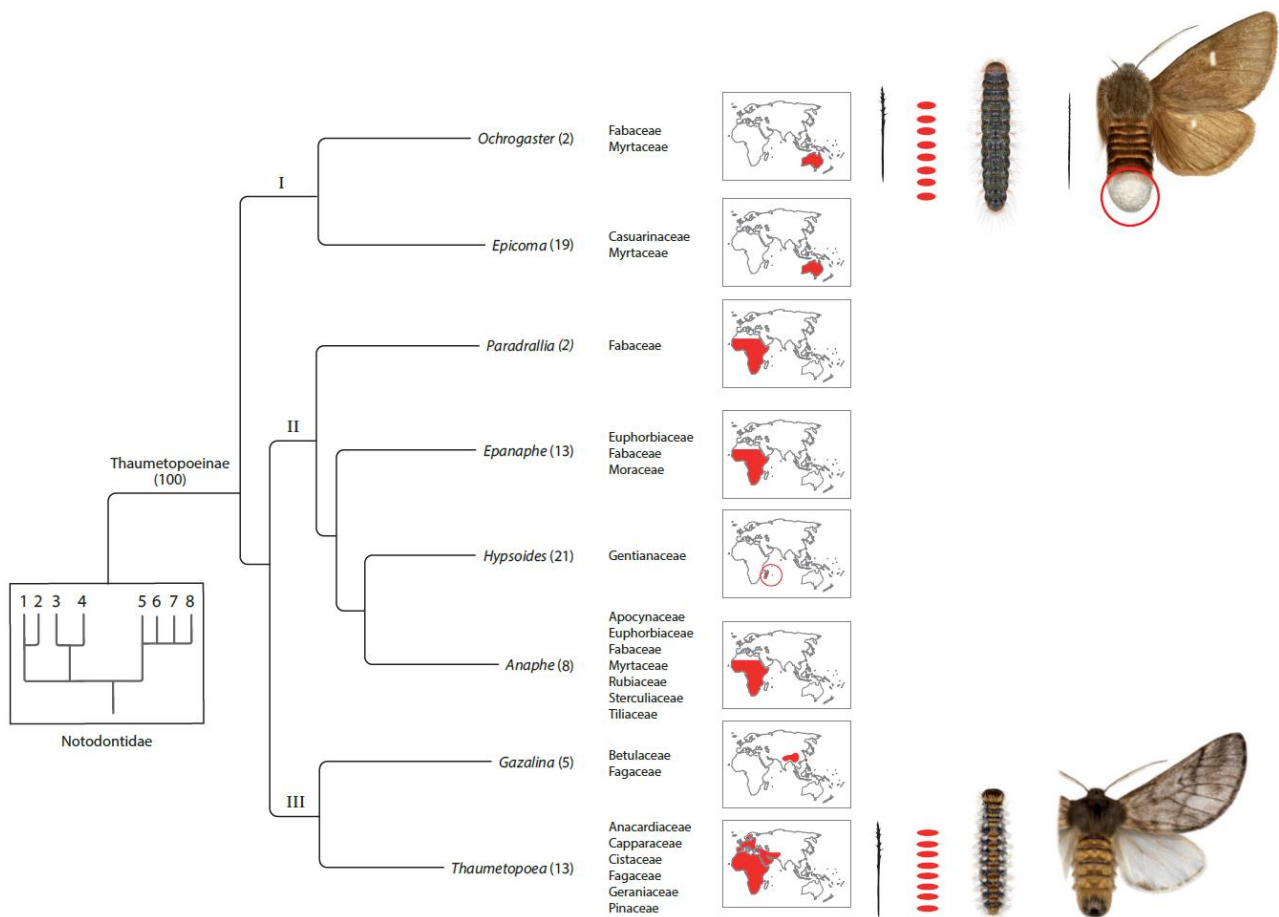 Ochrogaster (2)
Fabaceae
Myrtaceae
I
Epicoma (19)
Casuarinaceae
Myrtaceae
Paradrallia (2)
Fabaceae
II
Epanaphe (13)
Euphorbiaceae
Fabaceae
Moraceae
Thaumetopoeinae
(100)
Hypsoides (21)
Gentianaceae
1 2 3 4 5 6 7 8
Notodontidae
Anaphe (8)
Apocynaceae
Euphorbiaceae
Fabaceae
Myrtaceae
Rubiaceae
Sterculiaceae
Tiliaceae
Gazalina (5)
Betulaceae
Fagaceae
III
Thaumetopoea (13)
Anacardiaceae
Capparaceae
Cistaceae
Fagaceae
Geraniaceae
Pinaceae